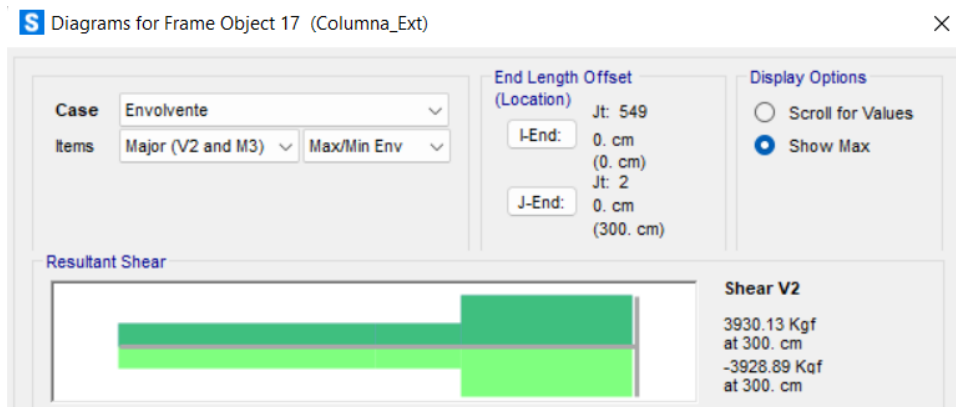 S Diagrams for Frame Object 17 (Columna_Ext)
End Length Offset
(Location)
Display Options
Case Envolvente
Items Major (V2 and M3) Max/Min Env
Jt: 549
I-End: 0. cm
(0. cm)
Jt: 2
J-End: 0. cm
(300. cm)
Scroll for Values
Show Max
Resultant Shear
Shear V2
3930.13 Kgf
at 300. cm
-3928.89 Kgf
at 300. cm